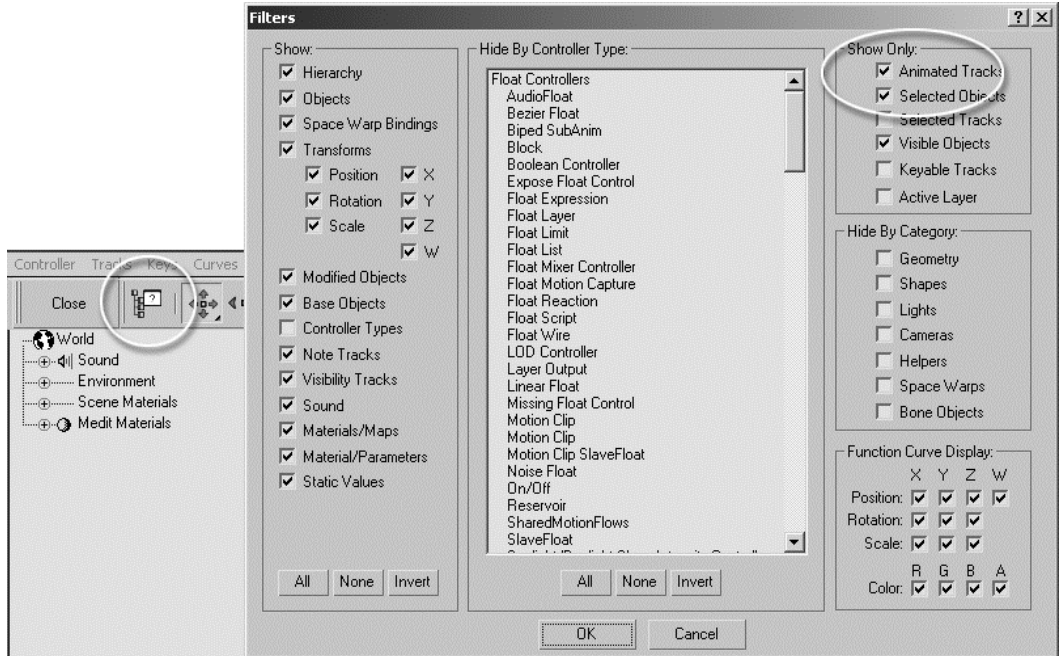 Filters
Show:
Hierarchy
Objects
Space Warp Bindings
Transforms
Position X
Rotation Y
Scale Z
W
Modified Objects
Base Objects
Controller Types
Note Tracks
Visibility Tracks
Sound
Materials/Maps
Material/Parameters
Static Values
All None Invert
Hide By Controller Type:
Float Controllers
AudioFloat
Bezier Float
Biped SubAnim
Block
Boolean Controller
Expose Float Control
Float Expression
Float Layer
Float Limit
Float List
Float Mixer Controller
Float Motion Capture
Float Reaction
Float Script
Float Wire
LOD Controller
Layer Output
Linear Float
Missing Float Control
Motion Clip
Motion Clip
Motion Clip SlaveFloat
Noise Float
On/Off
Reservoir
SharedMotionFlows
SlaveFloat
All None Invert
Show Only:
Animated Tracks
Selected Objects
Selected Tracks
Visible Objects
Keyable Tracks
Active Layer
Hide By Category:
Geometry
Shapes
Lights
Cameras
Helpers
Space Warps
Bone Objects
Function Curve Display:
X Y Z W
Position:
Rotation:
Scale:
R G B A
Color:
OK Cancel
Controller Tracks Keys Curves
Close
World
Sound
Environment
Scene Materials
Medit Materials